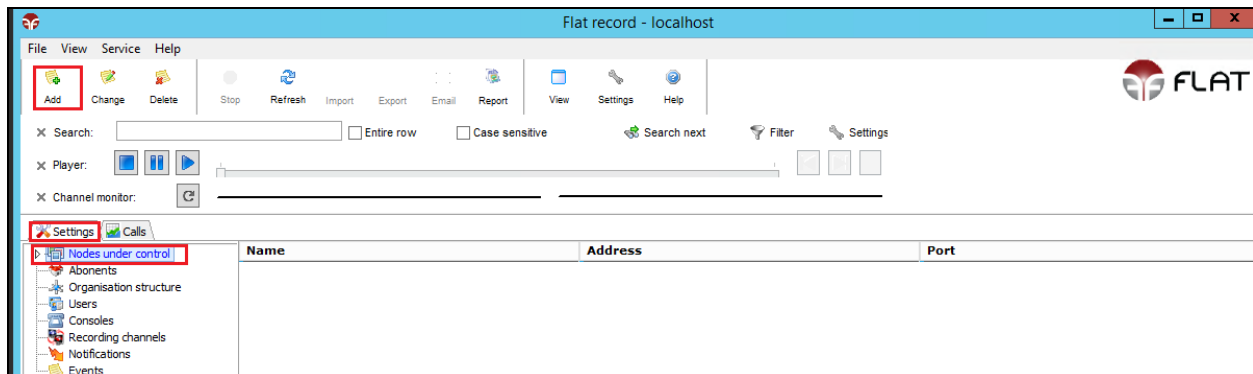 Flat record - localhost
File View Service Help
Add Change Delete Stop Refresh Import Export Email Report View Settings Help
FLAT
Search: Entire row Case sensitive Search next Filter Settings
Player:
Channel monitor:
Settings Calls
Nodes under control Name Address Port
Abonents
Organisation structure
Users
Consoles
Recording channels
Notifications
Events